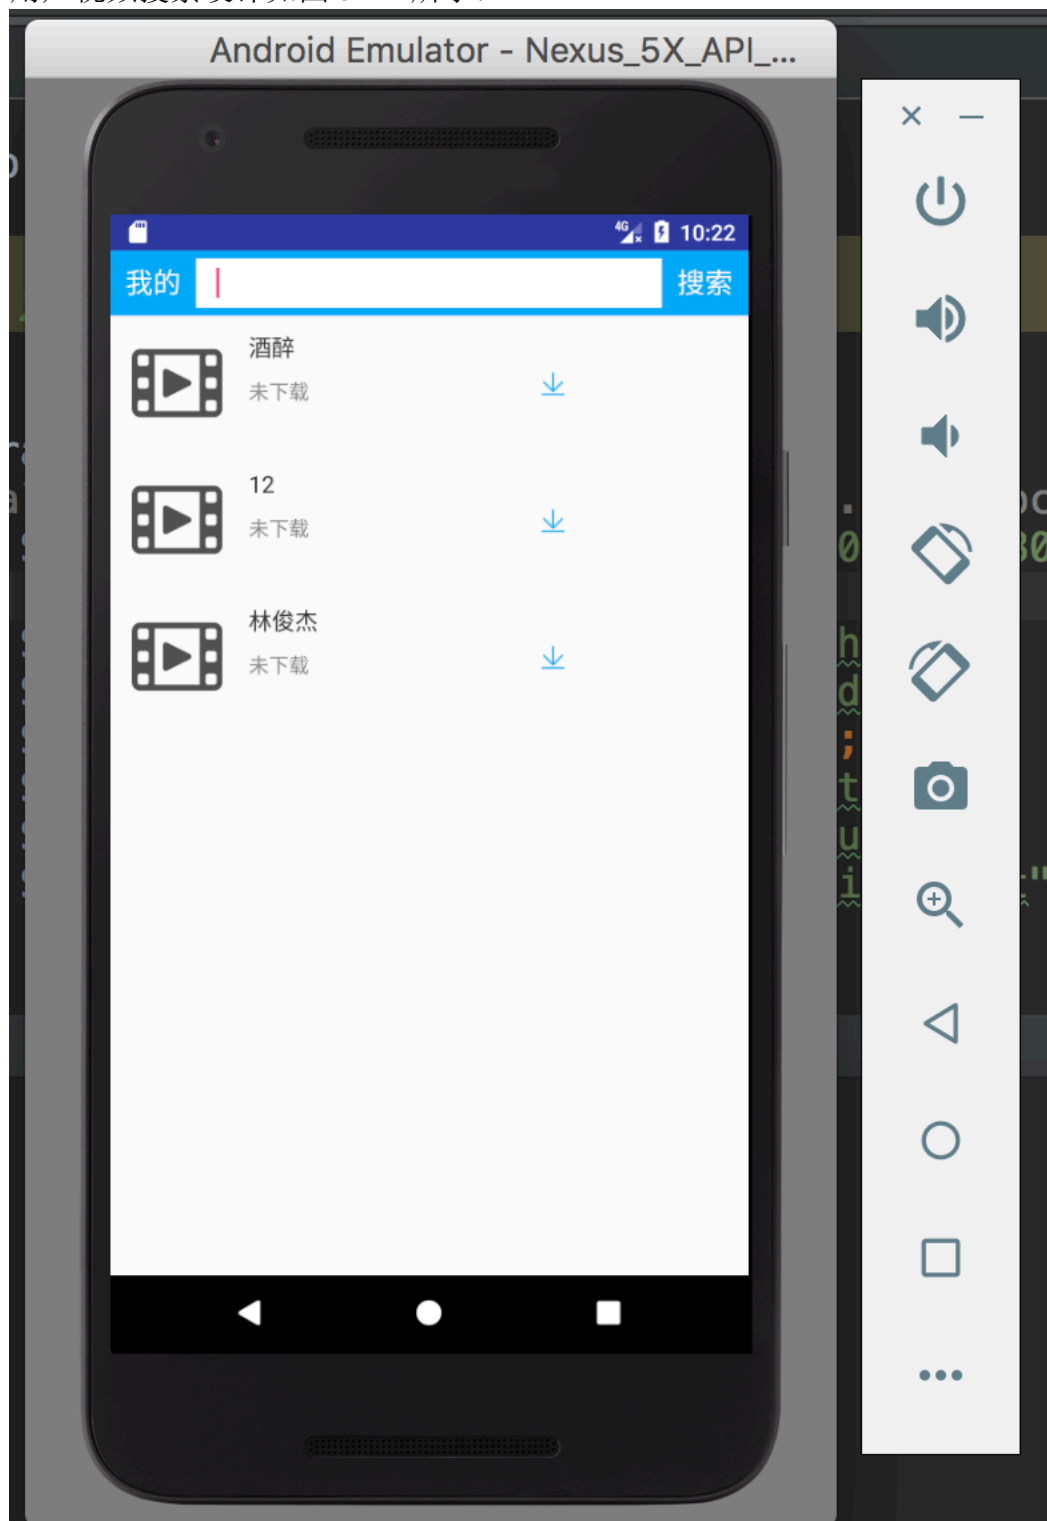 Android Emulator - Nexus_5X_API_...
4G 10:22
我的 搜索
酒醉
未下载
12
未下载
林俊杰
未下载